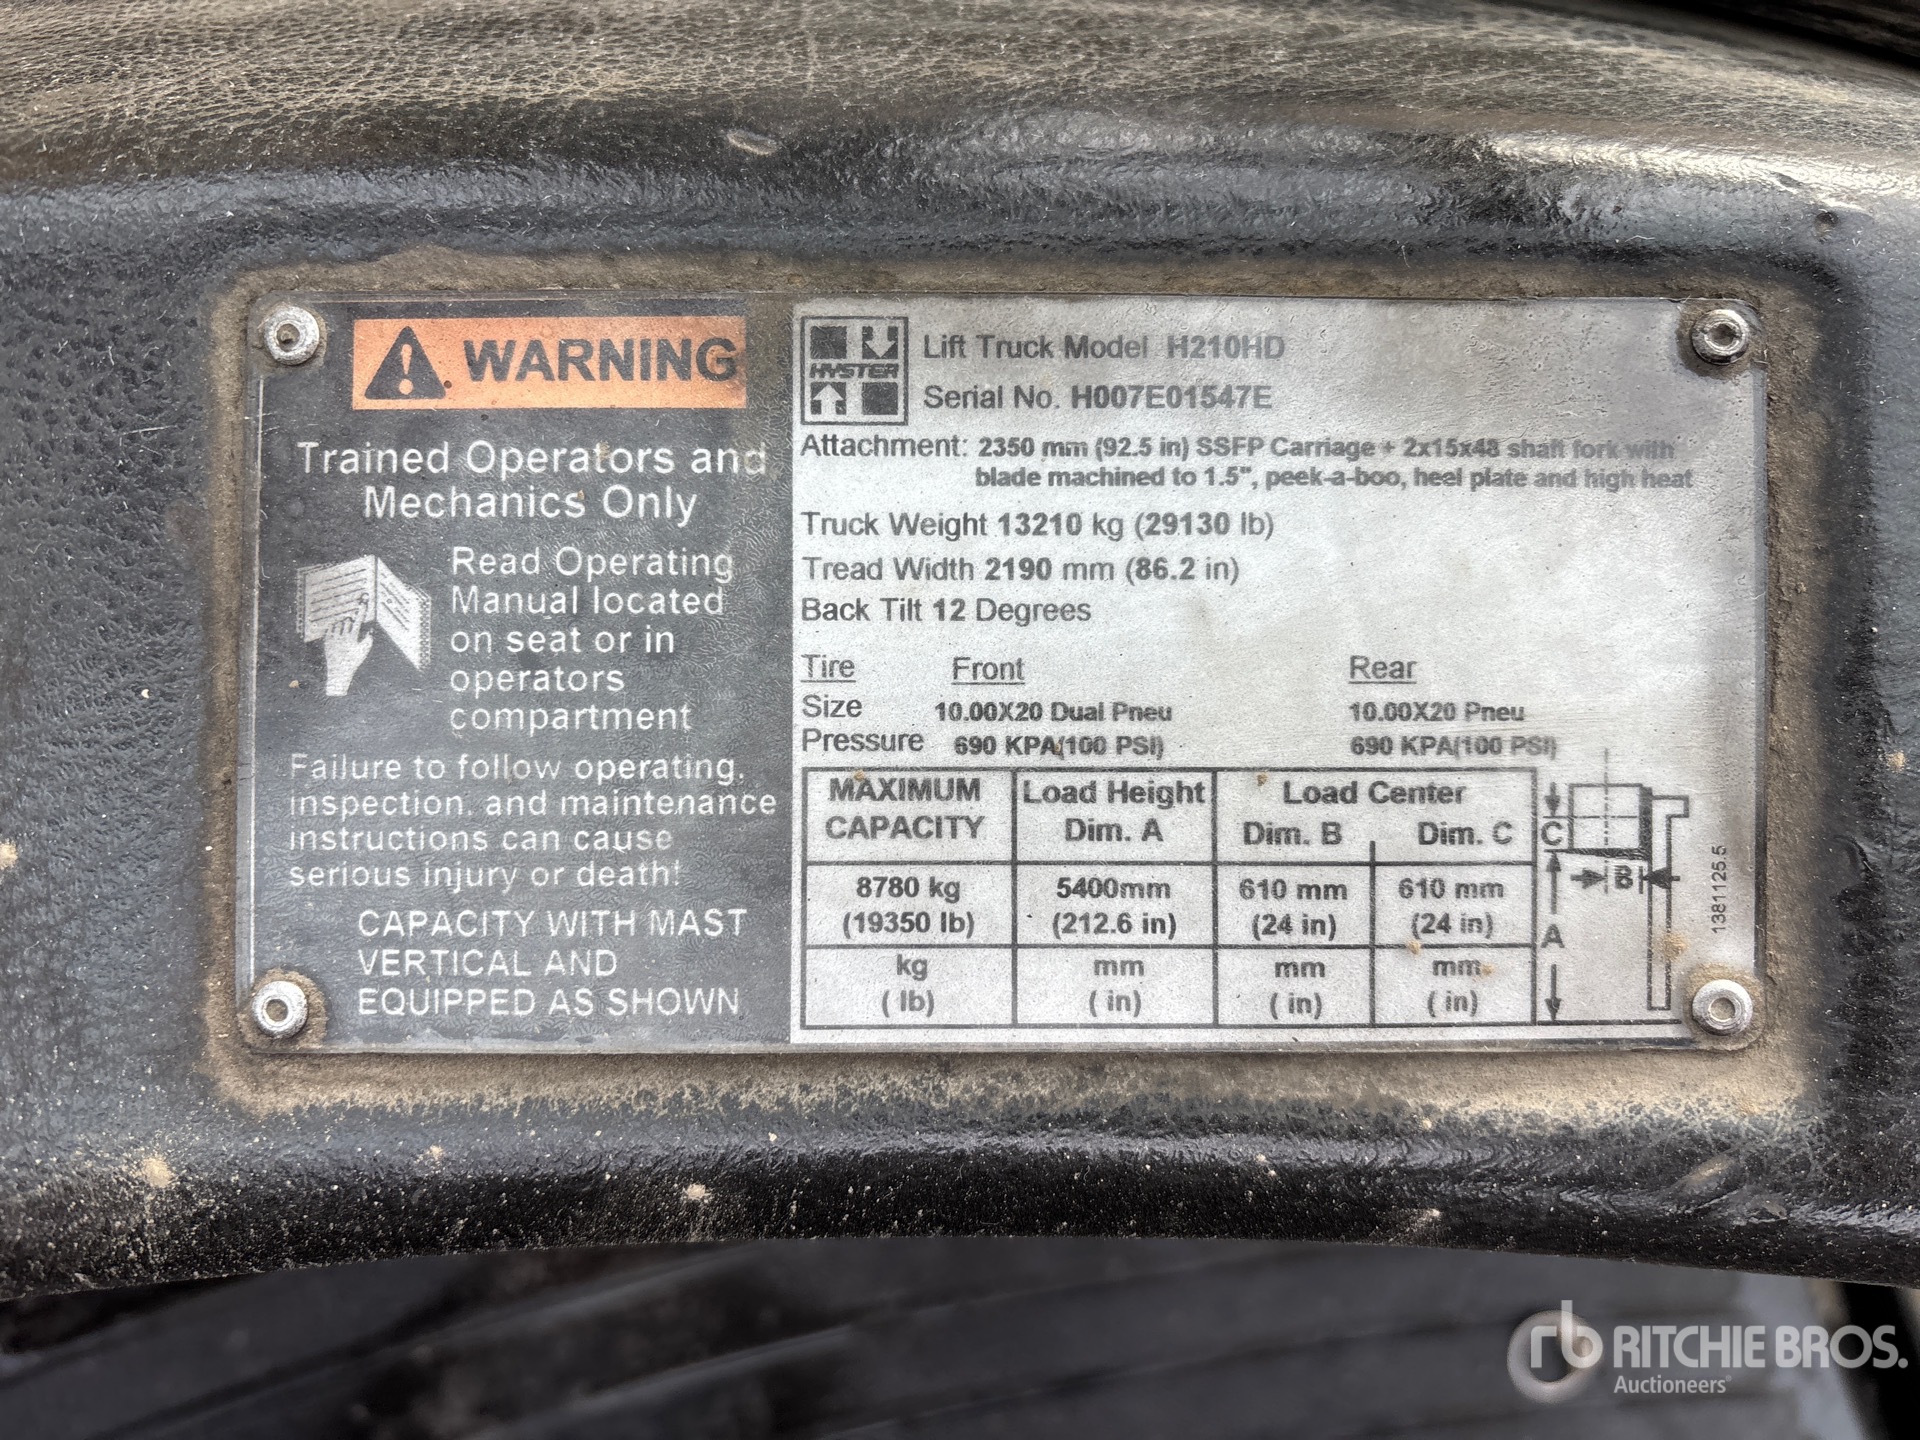 WARNING
Trained Operators and
Mechanics Only
Read Operating
Manual located
on seat or in
operators
compartment
Failure to follow operating,
inspection, and maintenance
instructions can cause
serious injury or death!
CAPACITY WITH MAST
VERTICAL AND
EQUIPPED AS SHOWN
HYSTER
Lift Truck Model H210HD
Serial No. H007E01547E
Attachment: 2350 mm (92.5 in) SSFP Carriage + 2x15x48 shaft fork with
blade machined to 1.5", peek-a-boo, heel plate and high heat
Truck Weight 13210 kg (29130 lb)
Tread Width 2190 mm (86.2 in)
Back Tilt 12 Degrees
Tire Front Rear
Size 10.00X20 Dual Pneu 10.00X20 Pneu
Pressure 690 KPA(100 PSI) 690 KPA(100 PSI)
MAXIMUM Load Height Load Center
CAPACITY Dim. A Dim. B Dim. C
8780 kg 5400mm 610 mm 610 mm
(19350 lb) (212.6 in) (24 in) (24 in)
kg mm mm mm
( lb) ( in) ( in) ( in)
C
B
A
1381125.5
rb RITCHIE BROS.
Auctioneers